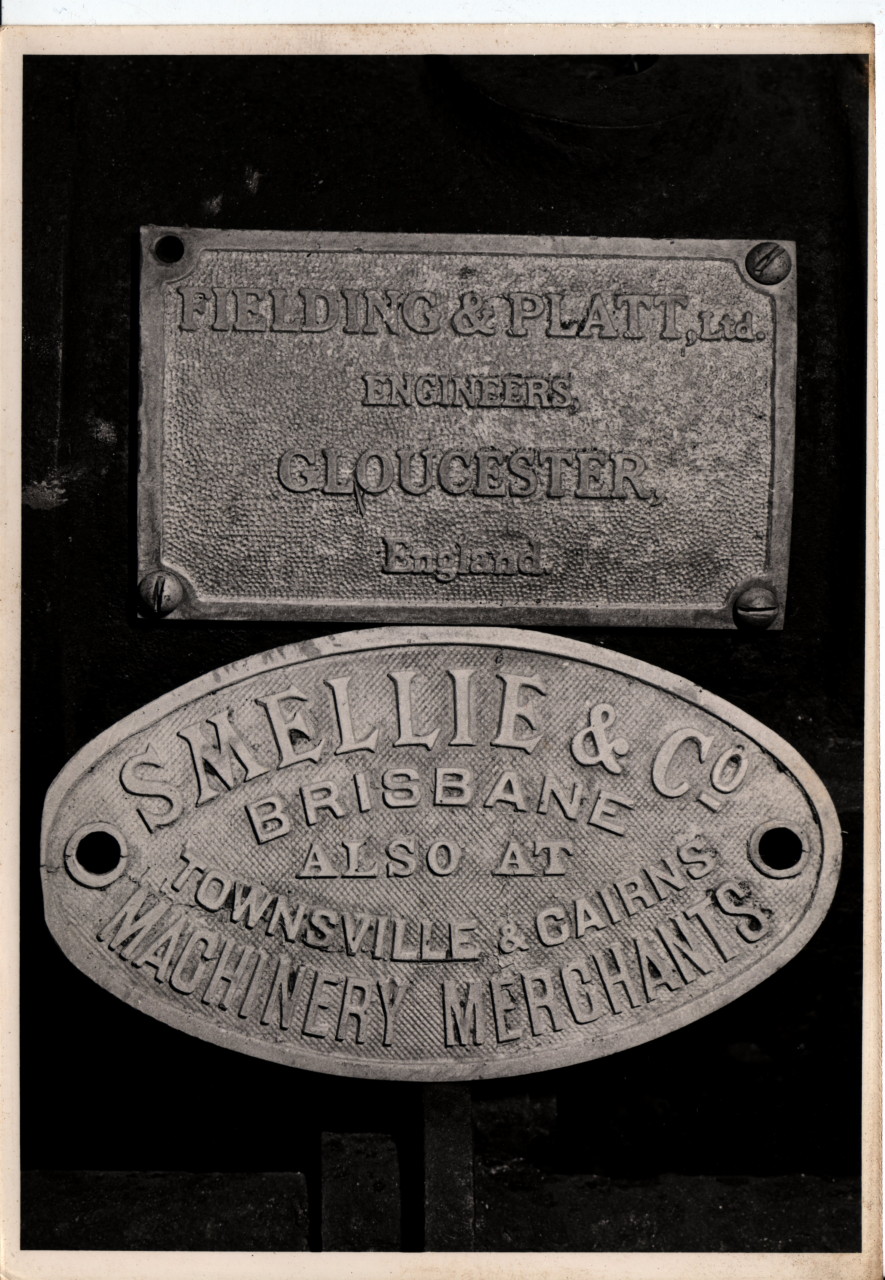 FIELDING & PLATT, Ltd.
ENGINEERS,
GLOUCESTER,
England.
SMELLIE & Co
BRISBANE
ALSO AT
TOWNSVILLE & CAIRNS
MACHINERY MERCHANTS